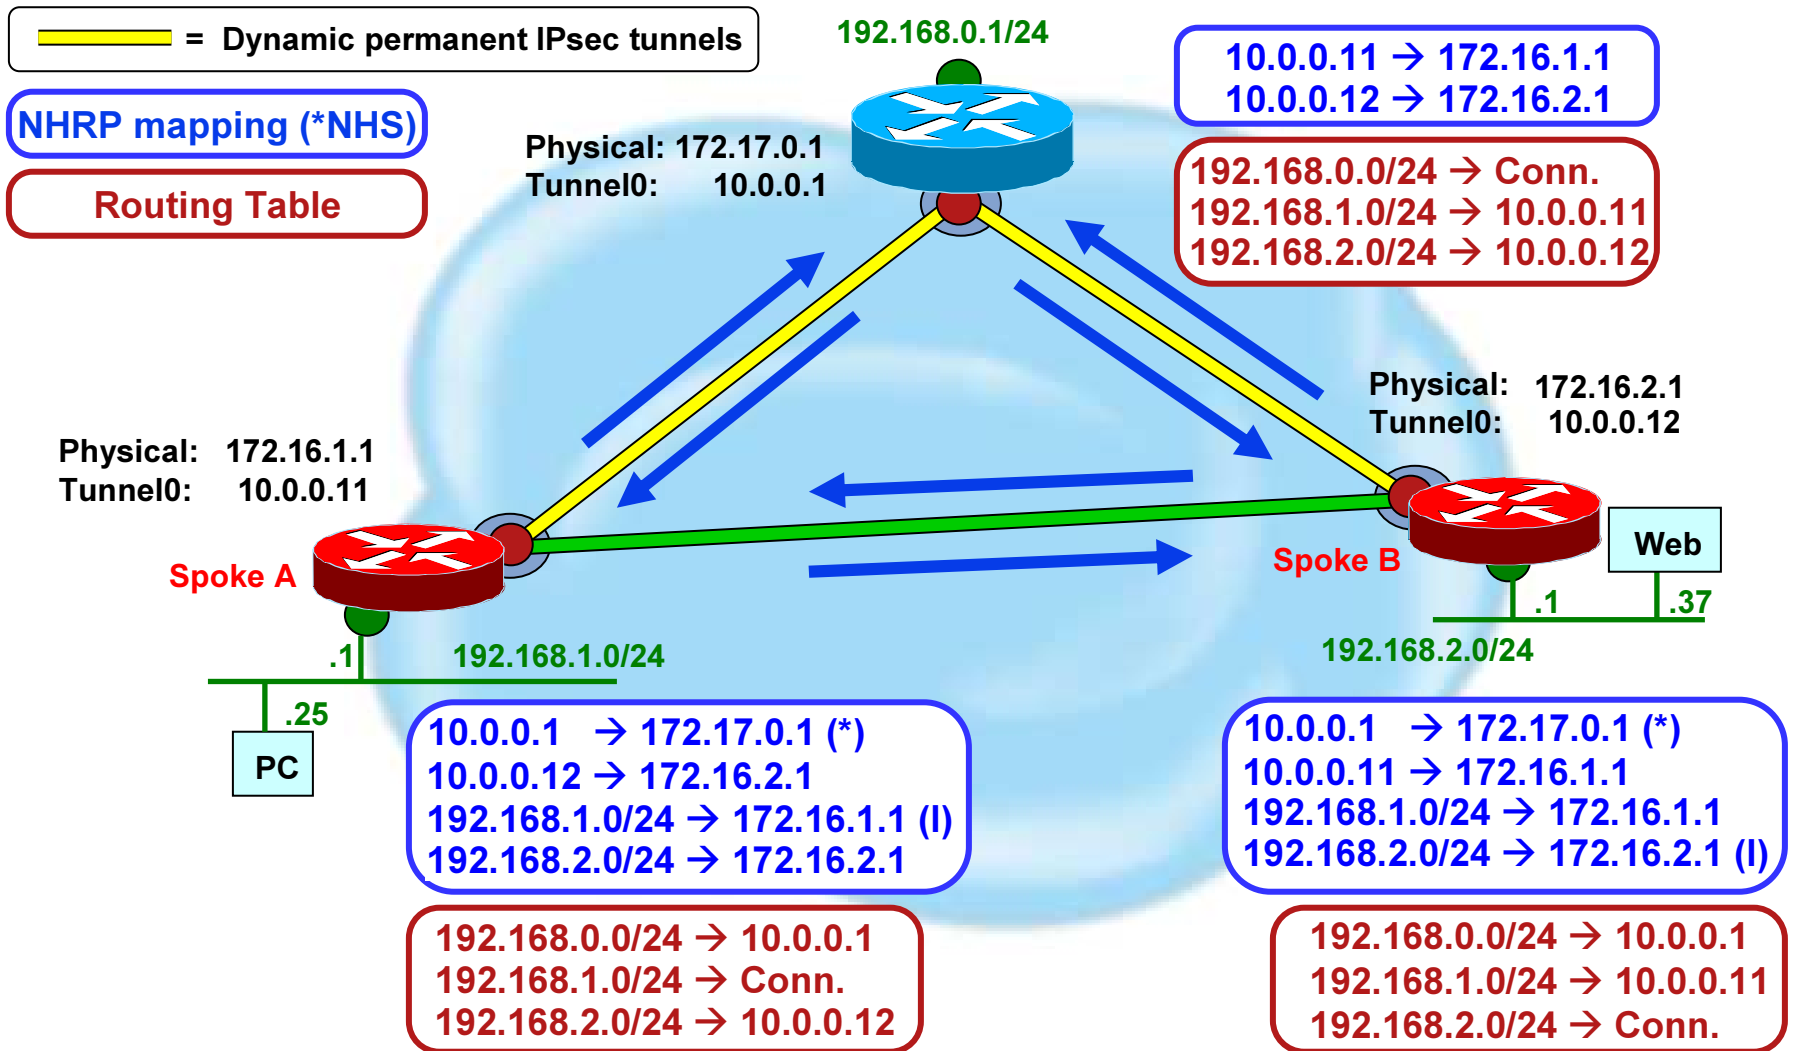 = Dynamic permanent IPsec tunnels
NHRP mapping (*NHS)
Routing Table
192.168.0.1/24
Physical: 172.17.0.1
Tunnel0: 10.0.0.1
10.0.0.11 → 172.16.1.1
10.0.0.12 → 172.16.2.1
192.168.0.0/24 → Conn.
192.168.1.0/24 → 10.0.0.11
192.168.2.0/24 → 10.0.0.12
Physical: 172.16.2.1
Tunnel0: 10.0.0.12
Physical: 172.16.1.1
Tunnel0: 10.0.0.11
Spoke A
Spoke B
Web
.1
.37
192.168.2.0/24
.1
192.168.1.0/24
.25
PC
10.0.0.1 → 172.17.0.1 (*)
10.0.0.12 → 172.16.2.1
192.168.1.0/24 → 172.16.1.1 (l)
192.168.2.0/24 → 172.16.2.1
10.0.0.1 → 172.17.0.1 (*)
10.0.0.11 → 172.16.1.1
192.168.1.0/24 → 172.16.1.1
192.168.2.0/24 → 172.16.2.1 (l)
192.168.0.0/24 → 10.0.0.1
192.168.1.0/24 → Conn.
192.168.2.0/24 → 10.0.0.12
192.168.0.0/24 → 10.0.0.1
192.168.1.0/24 → 10.0.0.11
192.168.2.0/24 → Conn.